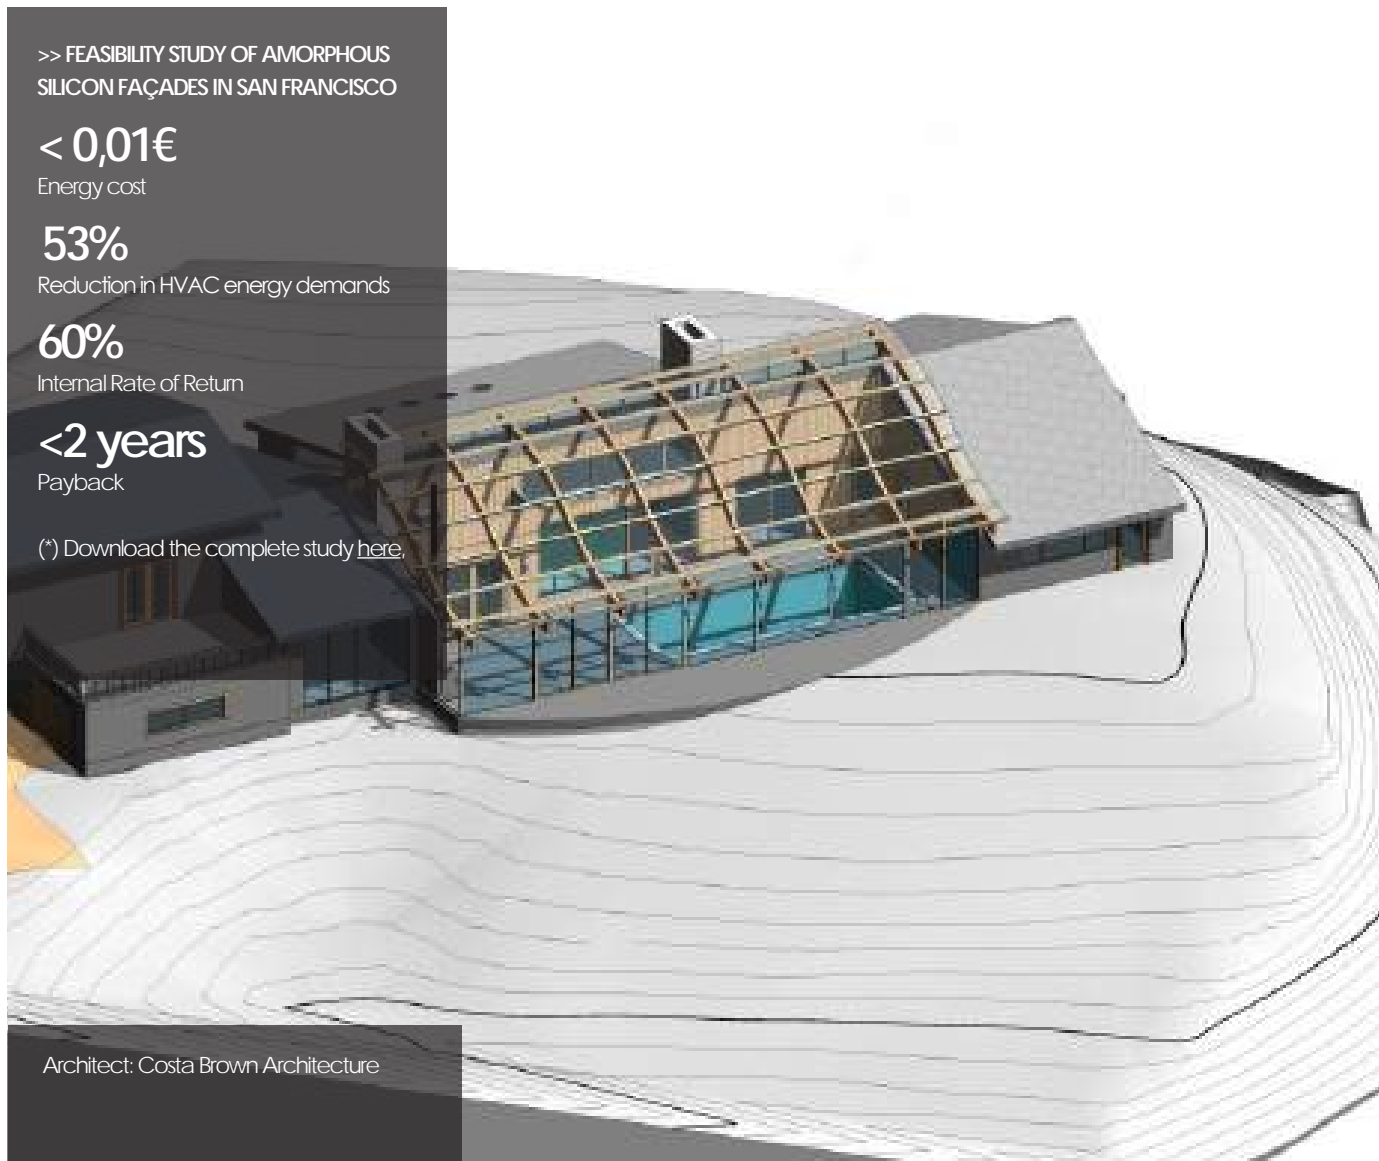 >> FEASIBILITY STUDY OF AMORPHOUS
SILICON FAÇADES IN SAN FRANCISCO
< 0,01€
Energy cost
53%
Reduction in HVAC energy demands
60%
Internal Rate of Return
<2 years
Payback
(*) Download the complete study here.
Architect: Costa Brown Architecture